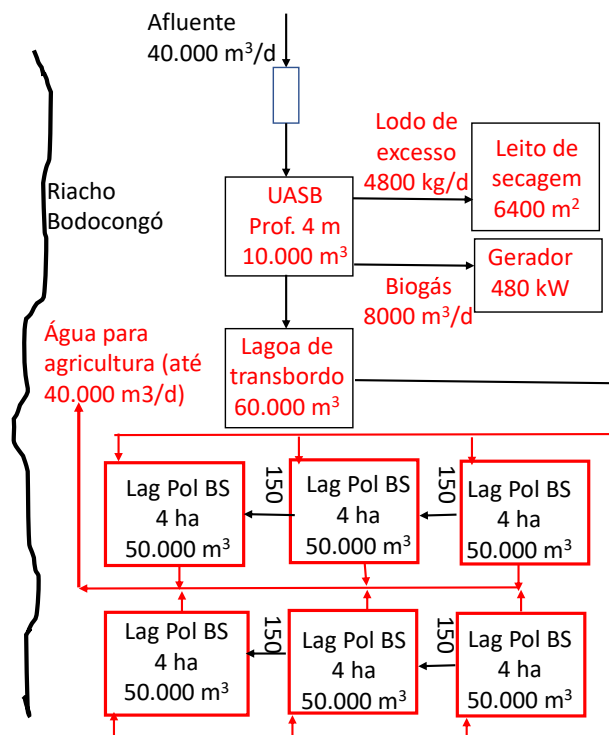 Afluente
40.000 m³/d
Riacho
Bodocongó
Lodo de
excesso
4800 kg/d
Leito de
secagem
6400 m²
UASB
Prof. 4 m
10.000 m³
Gerador
480 kW
Biogás
8000 m³/d
Água para
agricultura (até
40.000 m3/d)
Lagoa de
transbordo
60.000 m³
Lag Pol BS
4 ha
50.000 m³
150
Lag Pol BS
4 ha
50.000 m³
150
Lag Pol BS
4 ha
50.000 m³
Lag Pol BS
4 ha
50.000 m³
150
Lag Pol BS
4 ha
50.000 m³
150
Lag Pol BS
4 ha
50.000 m³